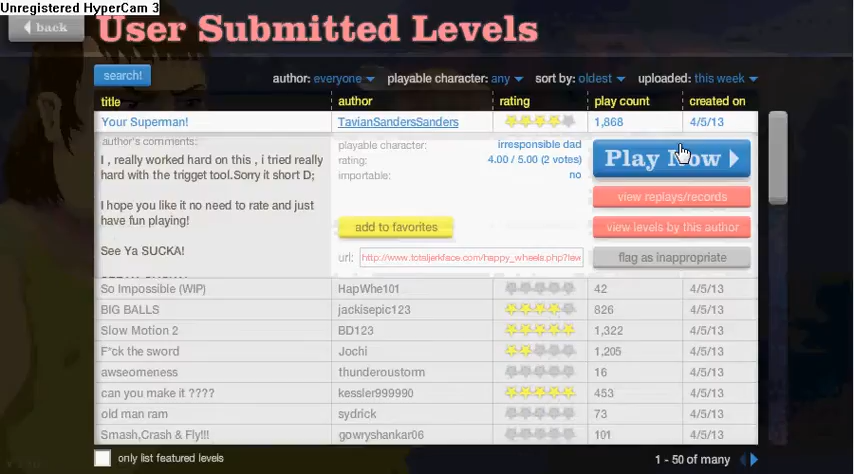 Unregistered HyperCam 3
back
User Submitted Levels
search!
author: everyone playable character: any sort by: oldest uploaded: this week
title author rating play count created on
Your Superman! TavianSandersSanders 1,868 4/5/13
author's comments:
I , really worked hard on this , i tried really
hard with the trigget tool.Sorry it short D;
I hope you like it no need to rate and just
have fun playing!
See Ya SUCKA!
playable character: irresponsible dad
rating: 4.00 / 5.00 (2 votes)
importable: no
add to favorites
url: http://www.totaljerkface.com/happy_wheels.php?lev
Play Now
view replays/records
view levels by this author
flag as inappropriate
So Impossible (WIP) HapWhe101 42 4/5/13
BIG BALLS jackisepic123 826 4/5/13
Slow Motion 2 BD123 1,322 4/5/13
F*ck the sword Jochi 1,205 4/5/13
awseomeness thunderoustorm 16 4/5/13
can you make it ???? kessler999990 453 4/5/13
old man ram sydrick 73 4/5/13
Smash,Crash & Fly!!! gowryshankar06 101 4/5/13
only list featured levels 1 - 50 of many